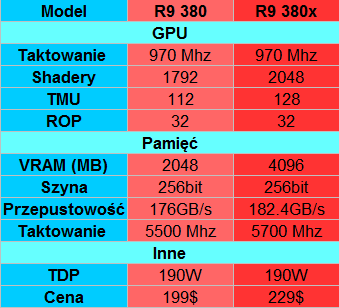 Model R9 380 R9 380x
GPU
Taktowanie 970 Mhz 970 Mhz
Shadery 1792 2048
TMU 112 128
ROP 32 32
Pamięć
VRAM (MB) 2048 4096
Szyna 256bit 256bit
Przepustowość 176GB/s 182.4GB/s
Taktowanie 5500 Mhz 5700 Mhz
Inne
TDP 190W 190W
Cena 199$ 229$